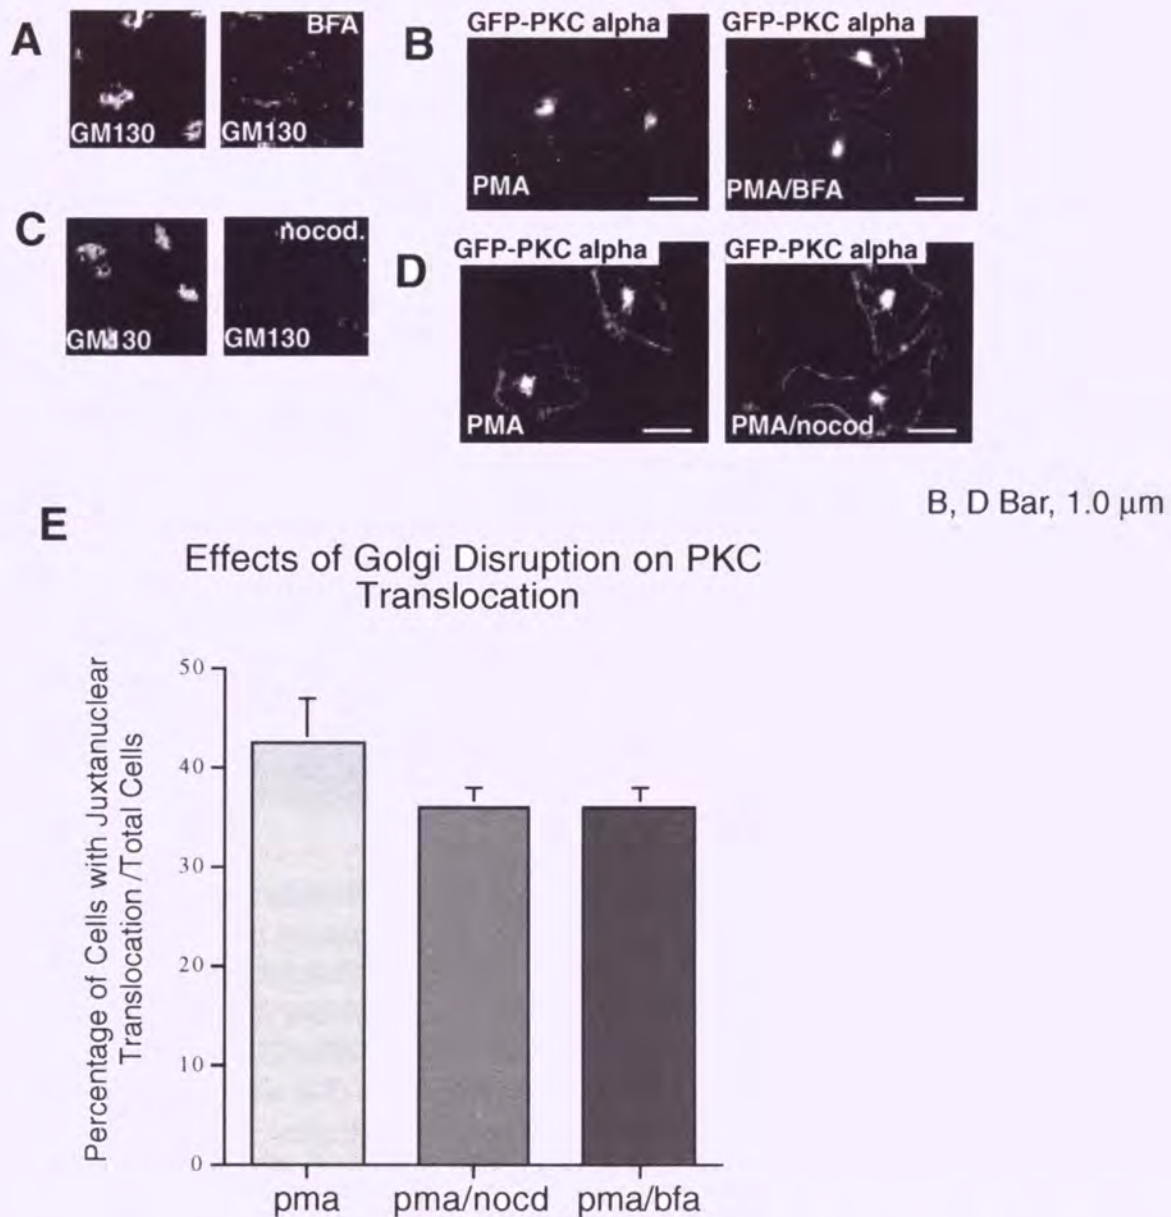 A
BFA
GM130
GM130
B
GFP-PKC alpha
GFP-PKC alpha
PMA
PMA/BFA
C
nocod.
GM130
GM130
D
GFP-PKC alpha
GFP-PKC alpha
PMA
PMA/nocod
B, D Bar, 1.0 μm
E
Effects of Golgi Disruption on PKC
Translocation
Percentage of Cells with Juxtanuclear
Translocation /Total Cells
50
40
30
20
10
0
pma
pma/nocd
pma/bfa